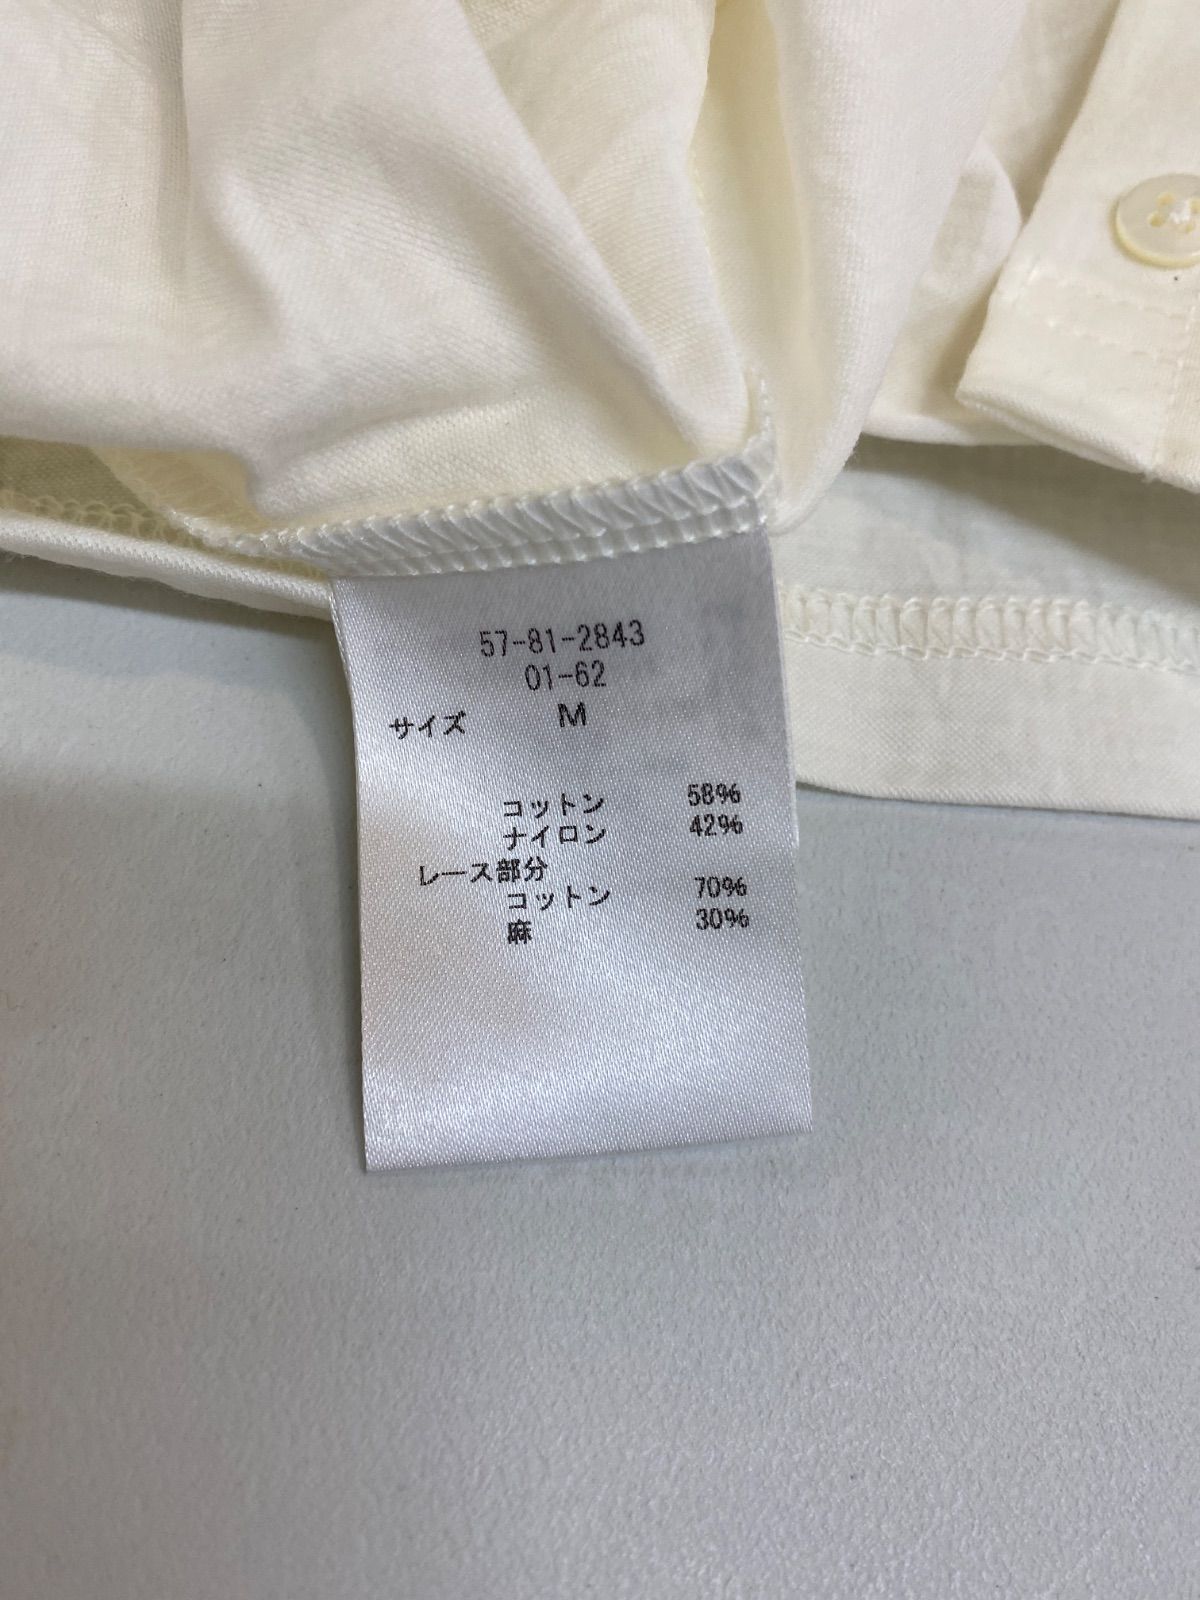 57-81-2843
01-62
サイズ M
コットン 58%
ナイロン 42%
レース部分
コットン 70%
麻 30%